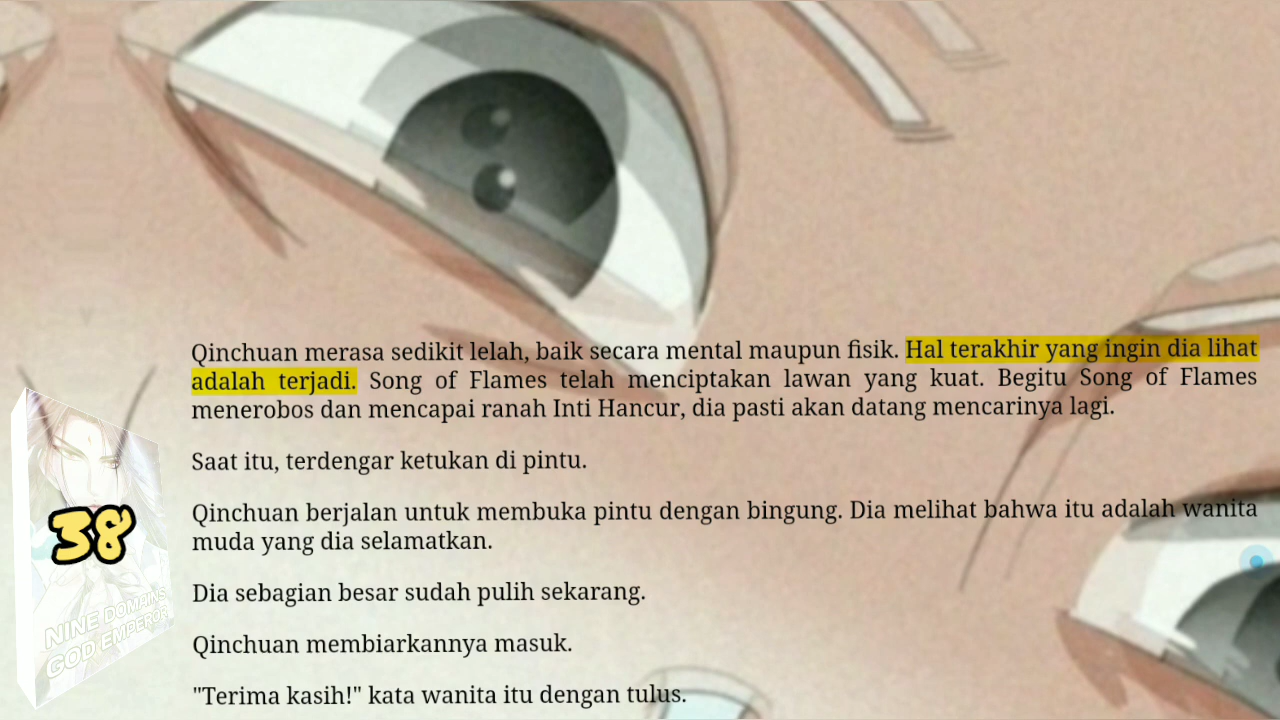 Qinchuan merasa sedikit lelah, baik secara mental maupun fisik. Hal terakhir yang ingin dia lihat
adalah terjadi. Song of Flames telah menciptakan lawan yang kuat. Begitu Song of Flames
menerobos dan mencapai ranah Inti Hancur, dia pasti akan datang mencarinya lagi.
Saat itu, terdengar ketukan di pintu.
Qinchuan berjalan untuk membuka pintu dengan bingung. Dia melihat bahwa itu adalah wanita
muda yang dia selamatkan.
Dia sebagian besar sudah pulih sekarang.
Qinchuan membiarkannya masuk.
"Terima kasih!" kata wanita itu dengan tulus.
38
NINE DOMAINS
GOD EMPEROR